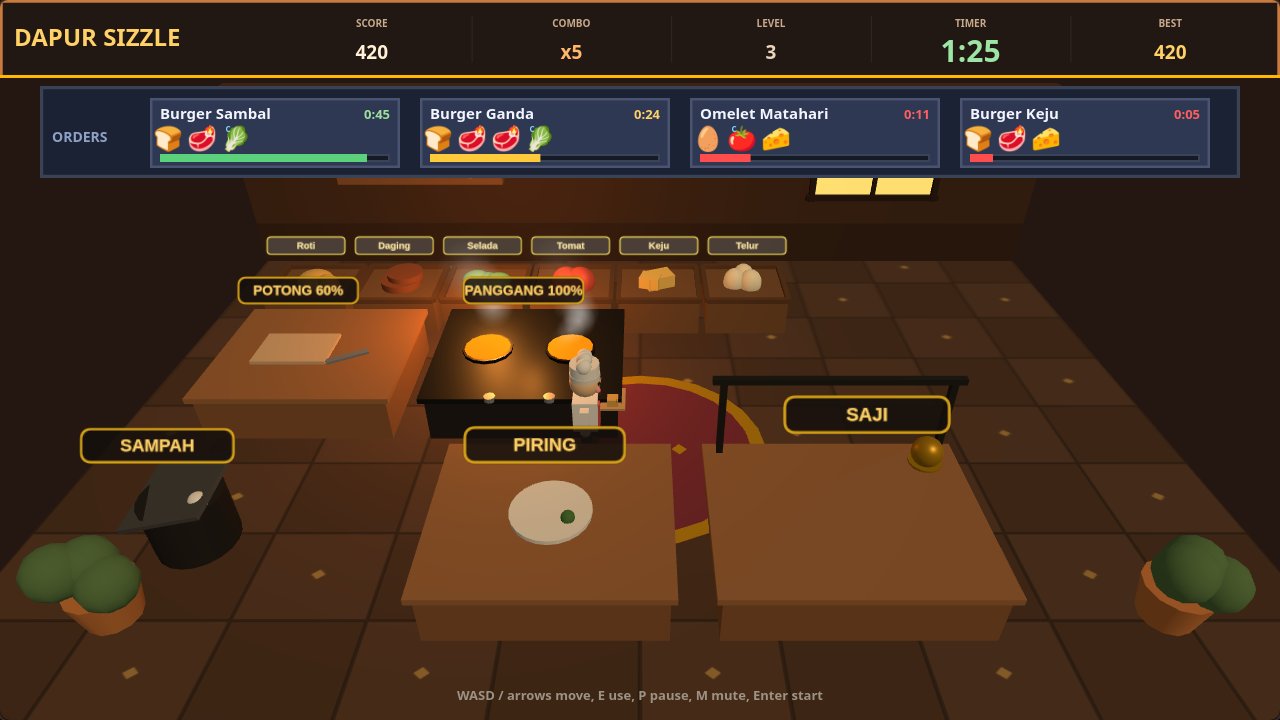 DAPUR SIZZLE
SCORE
420
COMBO
x5
LEVEL
3
TIMER
1:25
BEST
420
ORDERS
Burger Sambal 0:45
Burger Ganda 0:24
Omelet Matahari 0:11
Burger Keju 0:05
Roti
Daging
Selada
Tomat
Keju
Telur
POTONG 60%
PANGGANG 100%
SAJI
SAMPAH
PIRING
WASD / arrows move, E use, P pause, M mute, Enter start